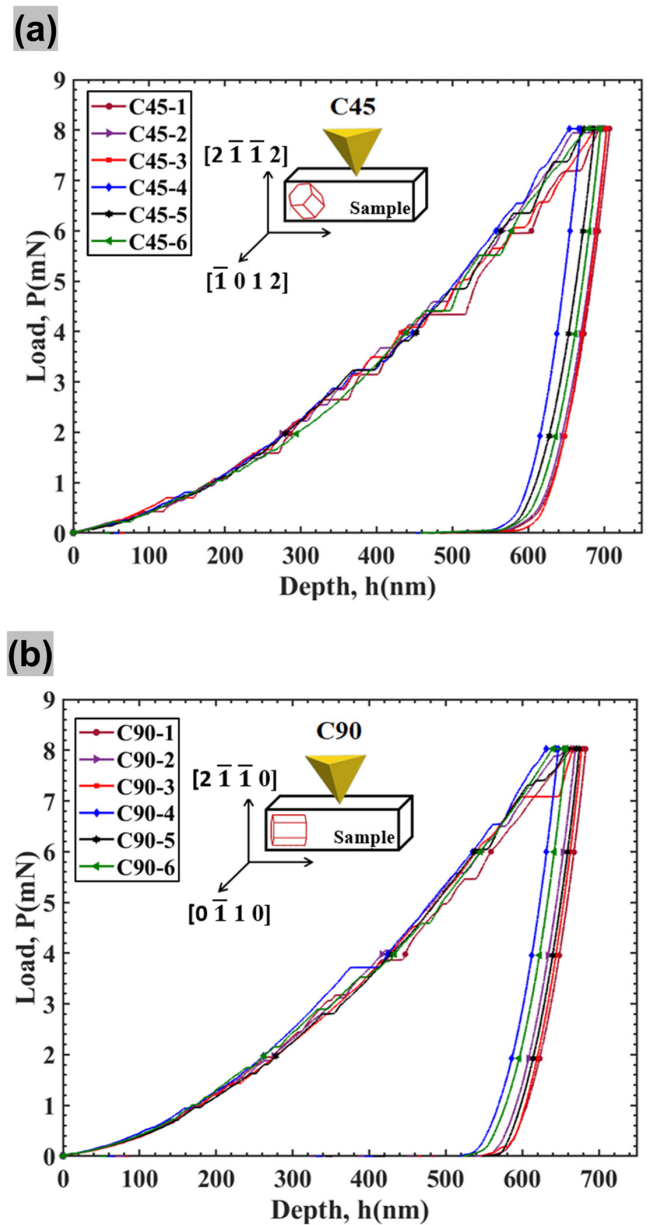 (a)
9
8
7
6
5
4
3
2
1
0
Load, P(mN)
C45-1
C45-2
C45-3
C45-4
C45-5
C45-6
C45
[2 1̅ 1̅ 2]
Sample
[1̅ 0 1 2]
0 100 200 300 400 500 600 700
Depth, h(nm)
(b)
9
8
7
6
5
4
3
2
1
0
Load, P(mN)
C90-1
C90-2
C90-3
C90-4
C90-5
C90-6
C90
[2 1̅ 1̅ 0]
Sample
[0 1̅ 1 0]
0 100 200 300 400 500 600 700
Depth, h(nm)